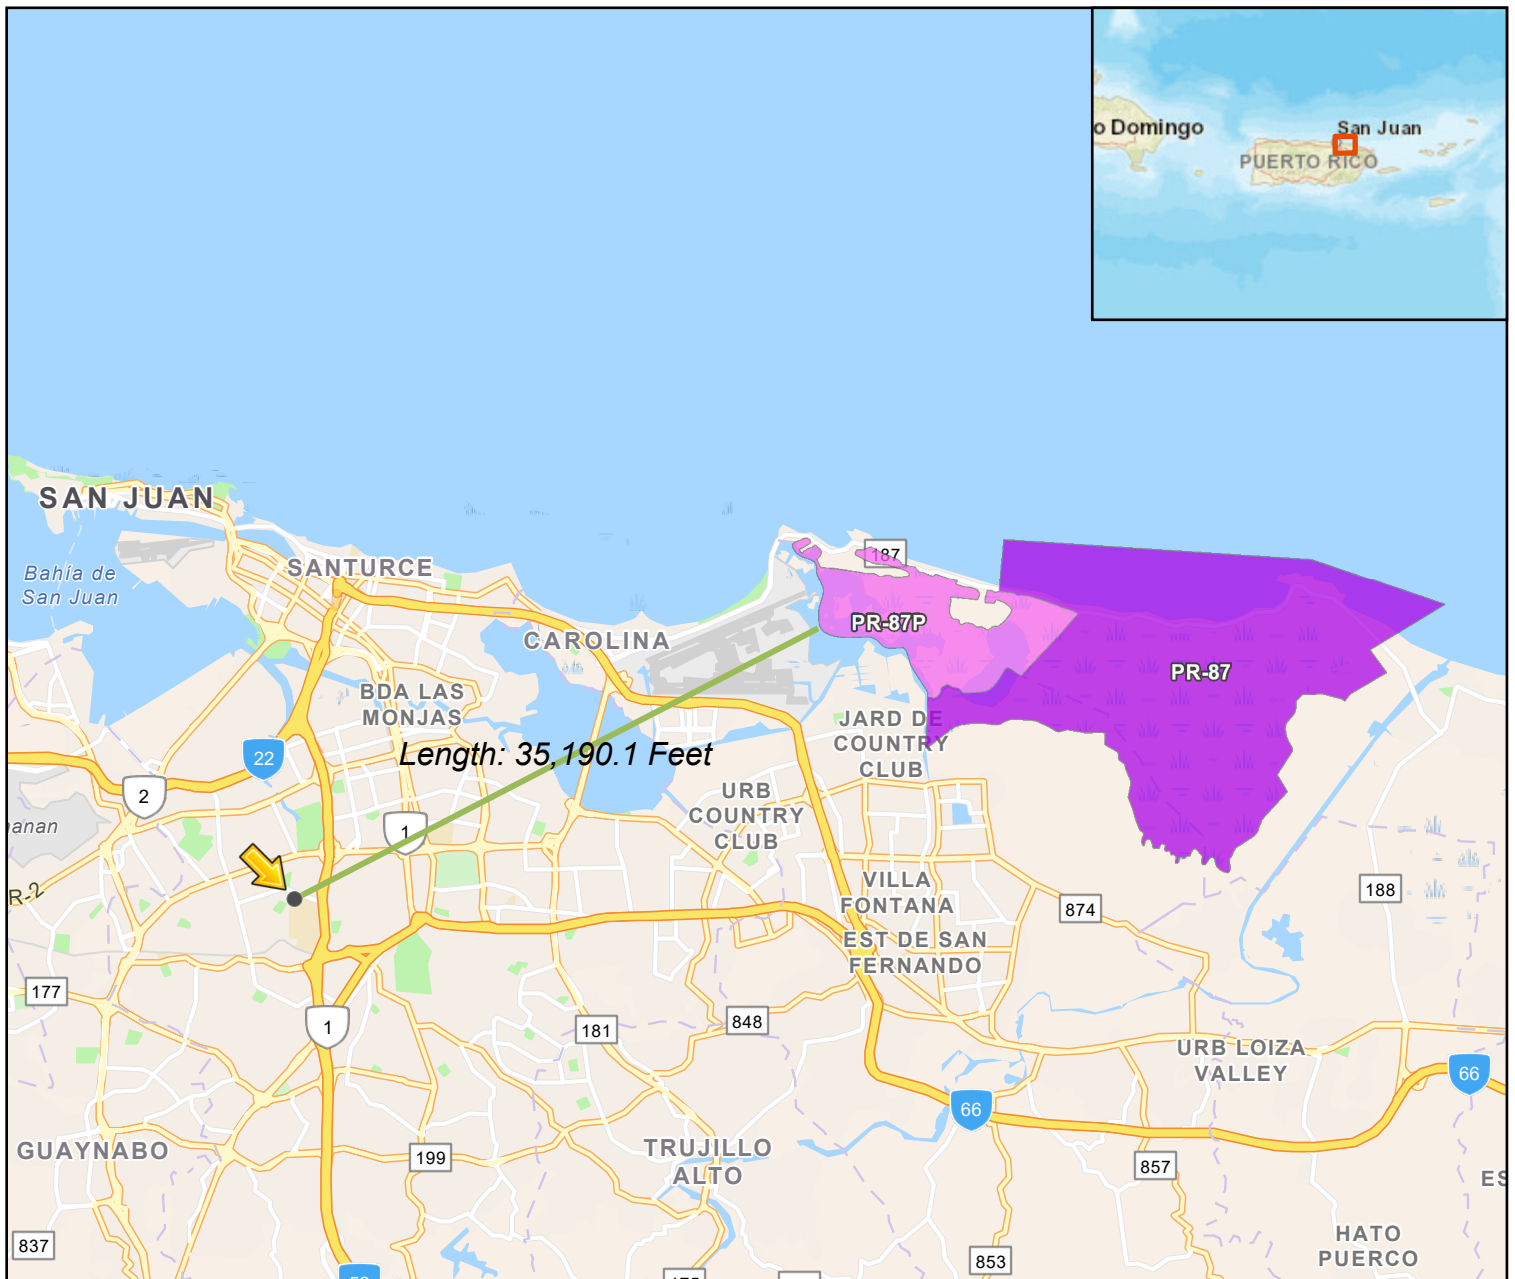 o Domingo
San Juan
PUERTO RICO
SAN JUAN
Bahía de
San Juan
SANTURCE
187
CAROLINA
PR-87P
PR-87
BDA LAS
MONJAS
JARD DE
COUNTRY
CLUB
Length: 35,190.1 Feet
22
2
URB
COUNTRY
CLUB
1
anan
R-2
VILLA
FONTANA
874
188
EST DE SAN
FERNANDO
177
1
181
848
URB LOIZA
VALLEY
66
66
GUAYNABO
199
TRUJILLO
ALTO
857
ES
837
853
HATO
PUERCO